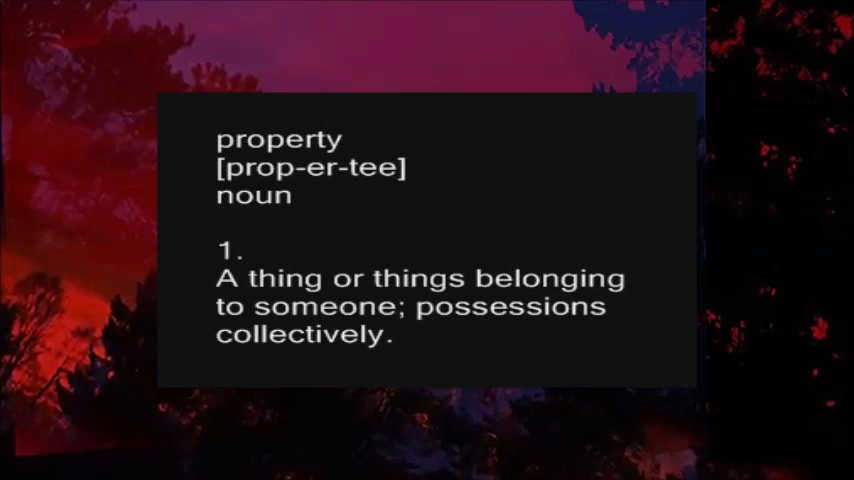 property
[prop-er-tee]
noun
1.
A thing or things belonging
to someone; possessions
collectively.